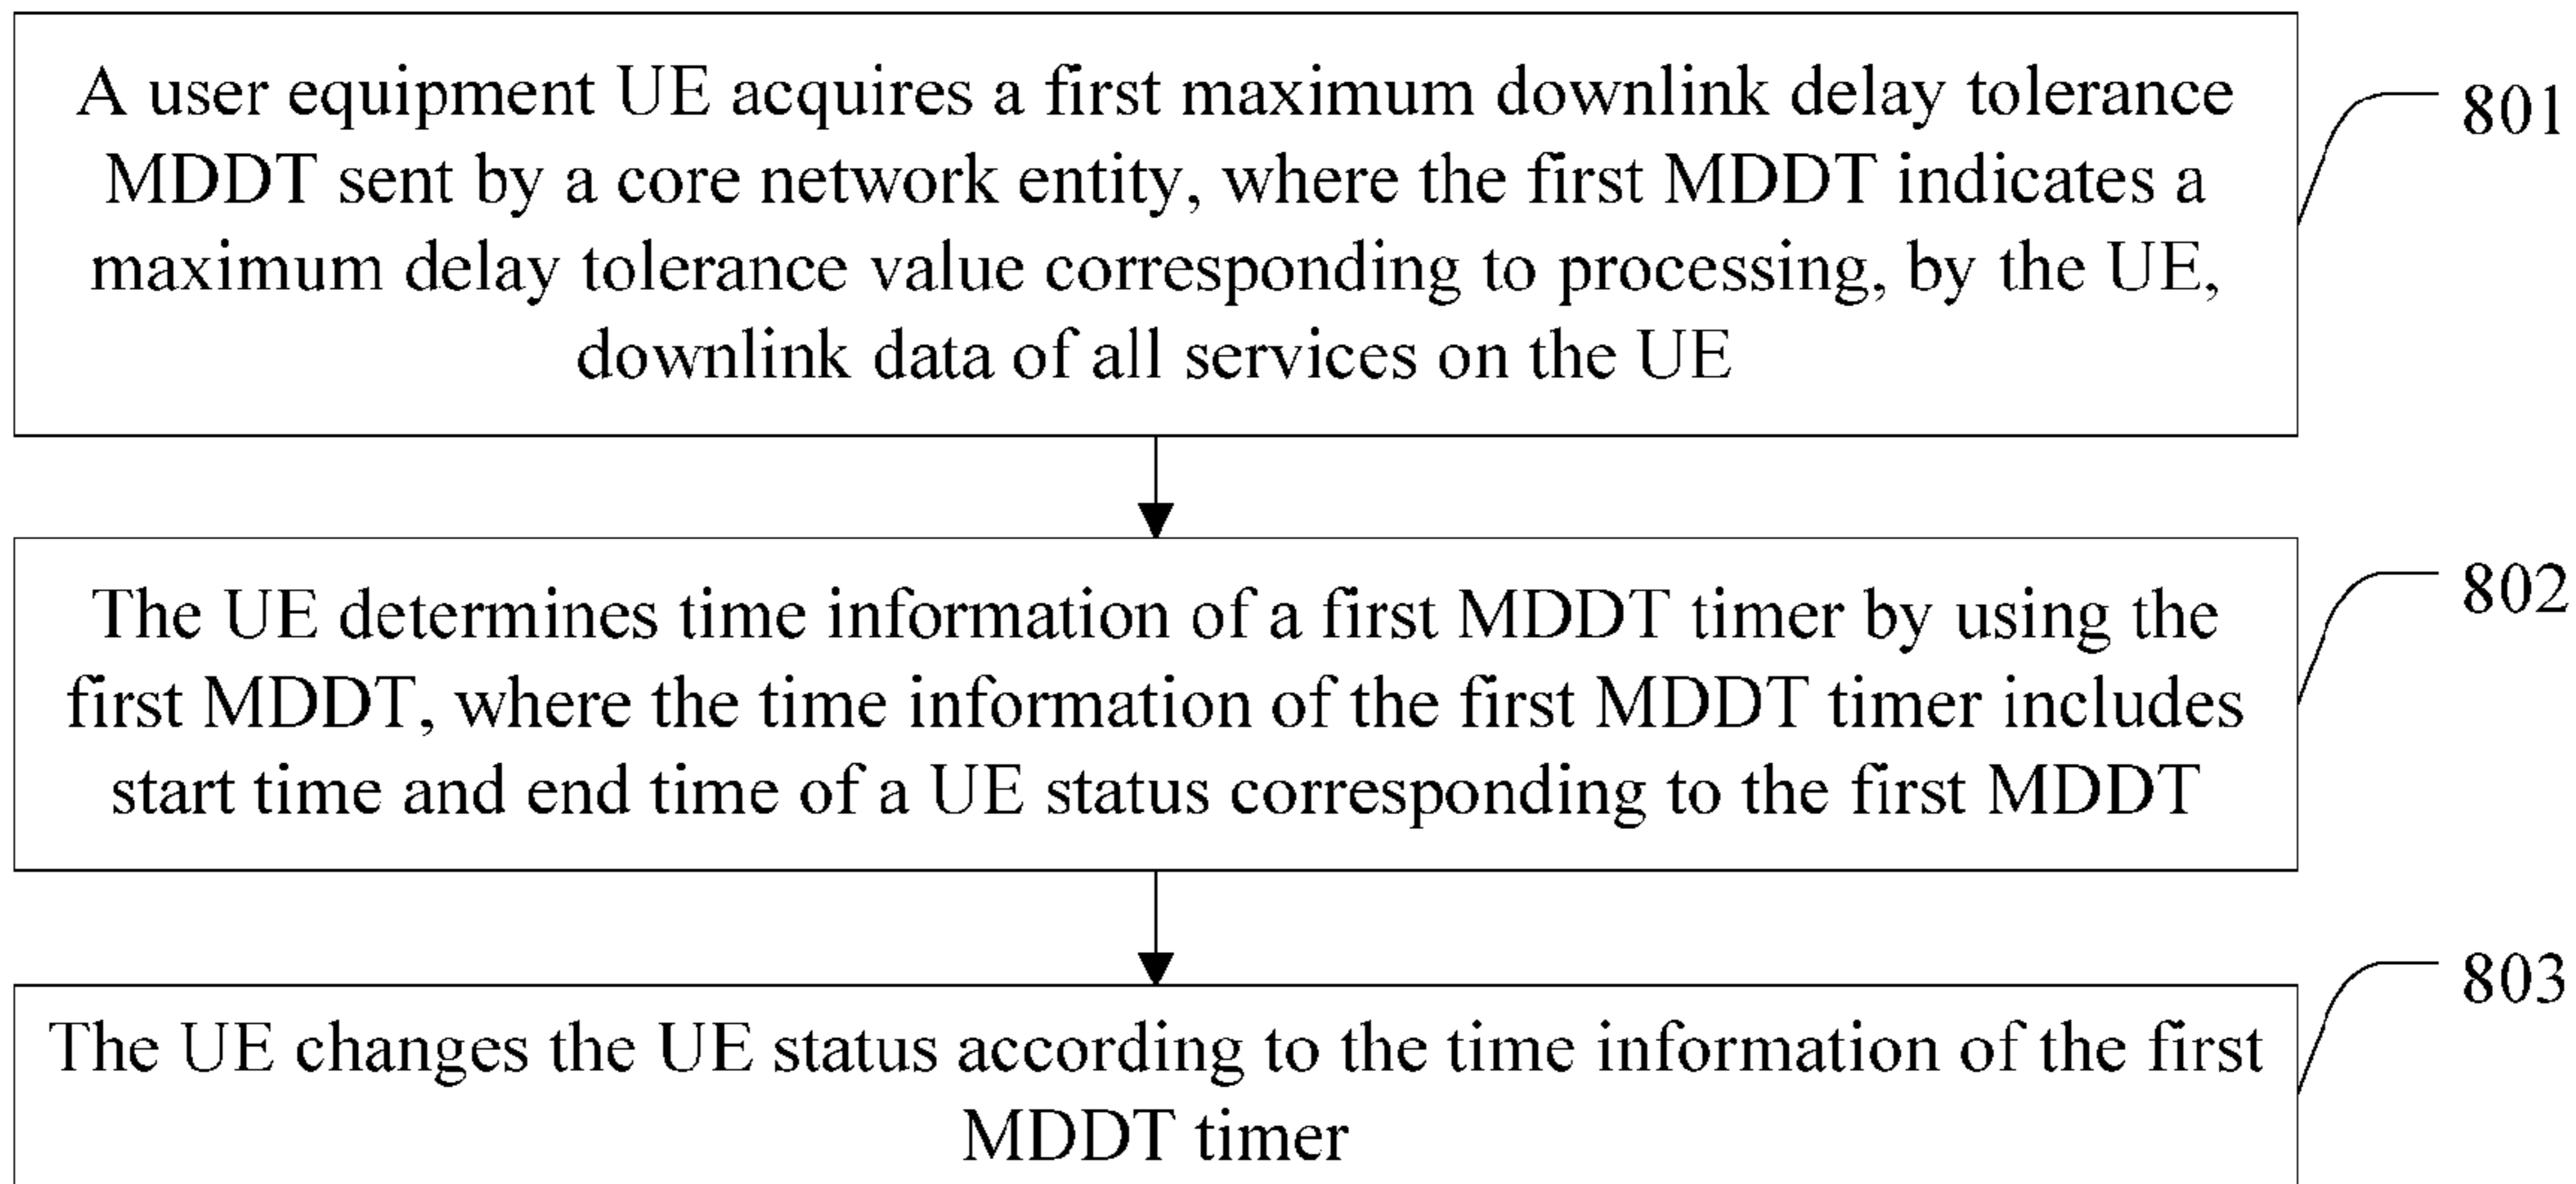 A user equipment UE acquires a first maximum downlink delay tolerance
MDDT sent by a core network entity, where the first MDDT indicates a
maximum delay tolerance value corresponding to processing, by the UE,
downlink data of all services on the UE
801
The UE determines time information of a first MDDT timer by using the
first MDDT, where the time information of the first MDDT timer includes
start time and end time of a UE status corresponding to the first MDDT
802
The UE changes the UE status according to the time information of the first
MDDT timer
803